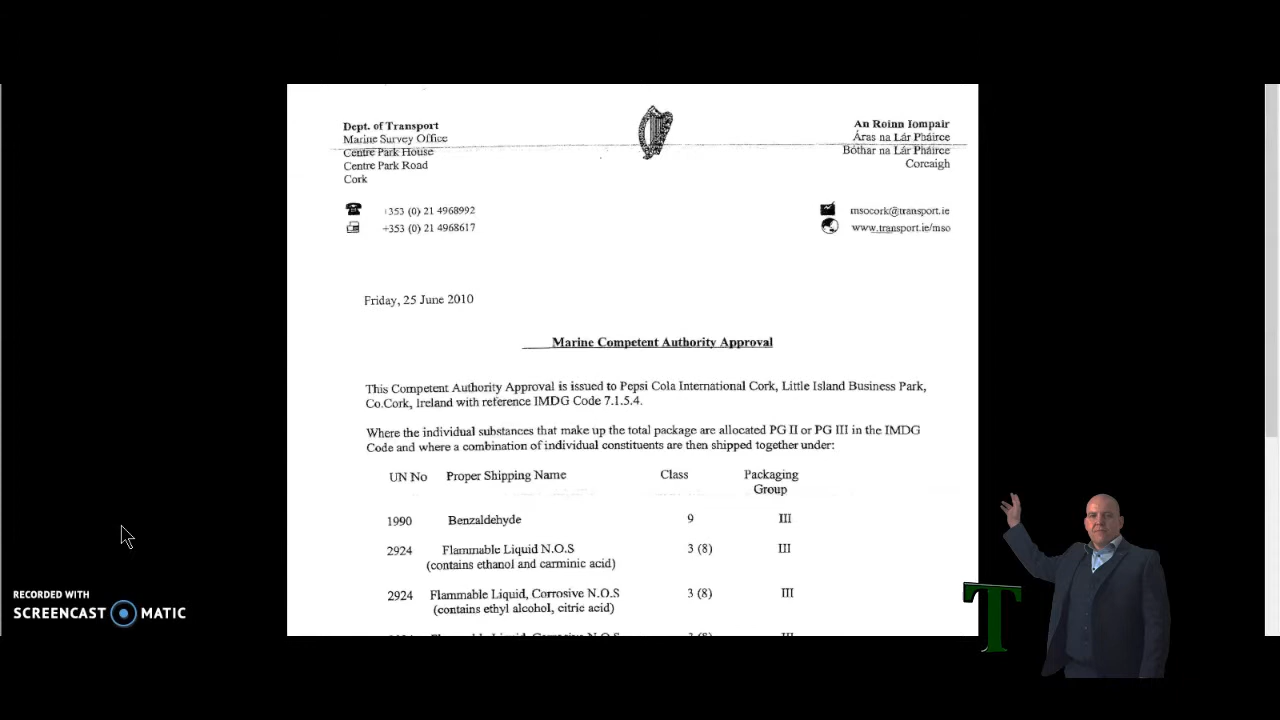 Dept. of Transport
Marine Survey Office
Centre Park House
Centre Park Road
Cork
An Roinn Iompair
Áras na Lár Pháirce
Bóthar na Lár Pháirce
Corcaigh
+353 (0) 21 4968992
+353 (0) 21 4968617
msocork@transport.ie
www.transport.ie/mso
Friday, 25 June 2010
Marine Competent Authority Approval
This Competent Authority Approval is issued to Pepsi Cola International Cork, Little Island Business Park,
Co.Cork, Ireland with reference IMDG Code 7.1.5.4.
Where the individual substances that make up the total package are allocated PG II or PG III in the IMDG
Code and where a combination of individual constituents are then shipped together under:
UN No Proper Shipping Name Class Packaging
Group
1990 Benzaldehyde 9 III
2924 Flammable Liquid N.O.S 3 (8) III
(contains ethanol and carminic acid)
2924 Flammable Liquid, Corrosive N.O.S 3 (8) III
(contains ethyl alcohol, citric acid)
RECORDED WITH
SCREENCAST MATIC
T